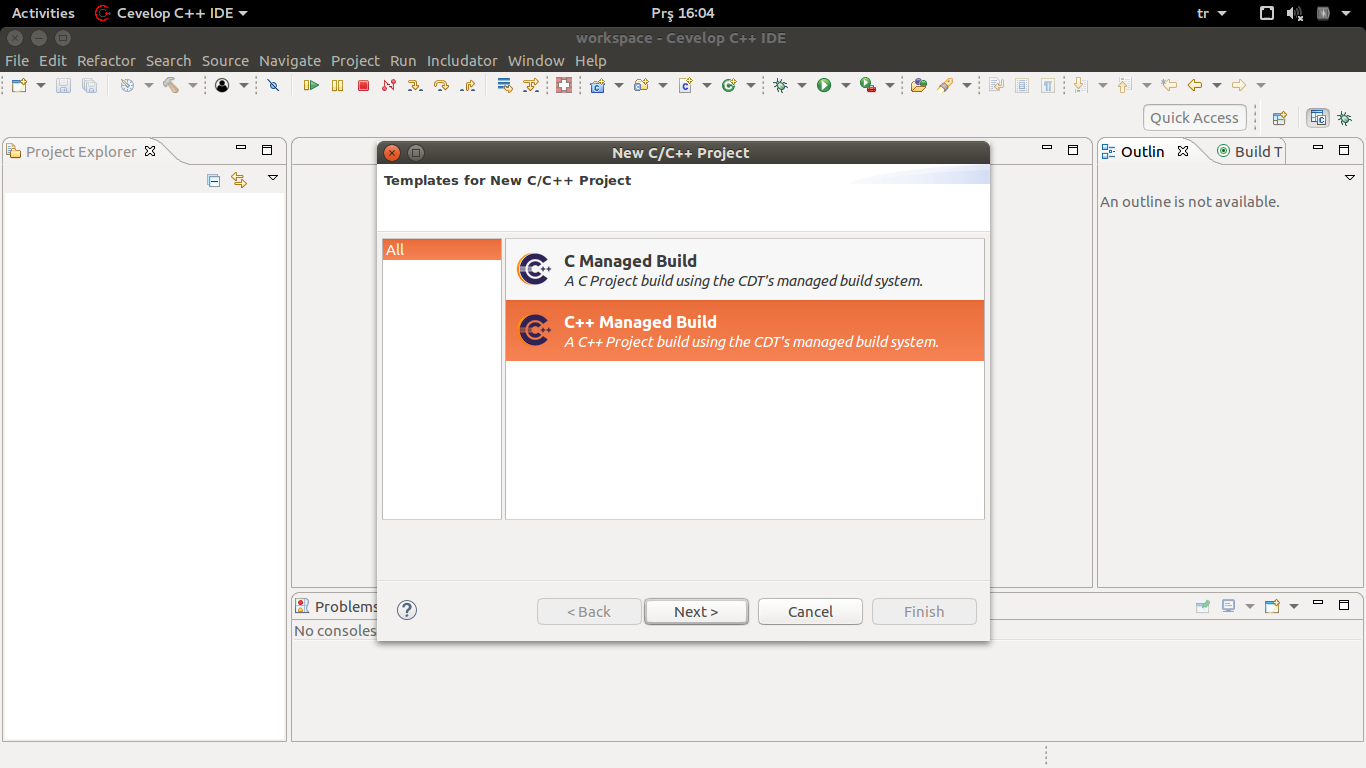 Activities Cevelop C++ IDE Prş 16:04 tr
workspace - Cevelop C++ IDE
File Edit Refactor Search Source Navigate Project Run Includator Window Help
Quick Access
Project Explorer
New C/C++ Project
Outlin Build T
Templates for New C/C++ Project
An outline is not available.
All
C Managed Build
A C Project build using the CDT's managed build system.
C++ Managed Build
A C++ Project build using the CDT's managed build system.
Problems
No consoles
? < Back Next > Cancel Finish